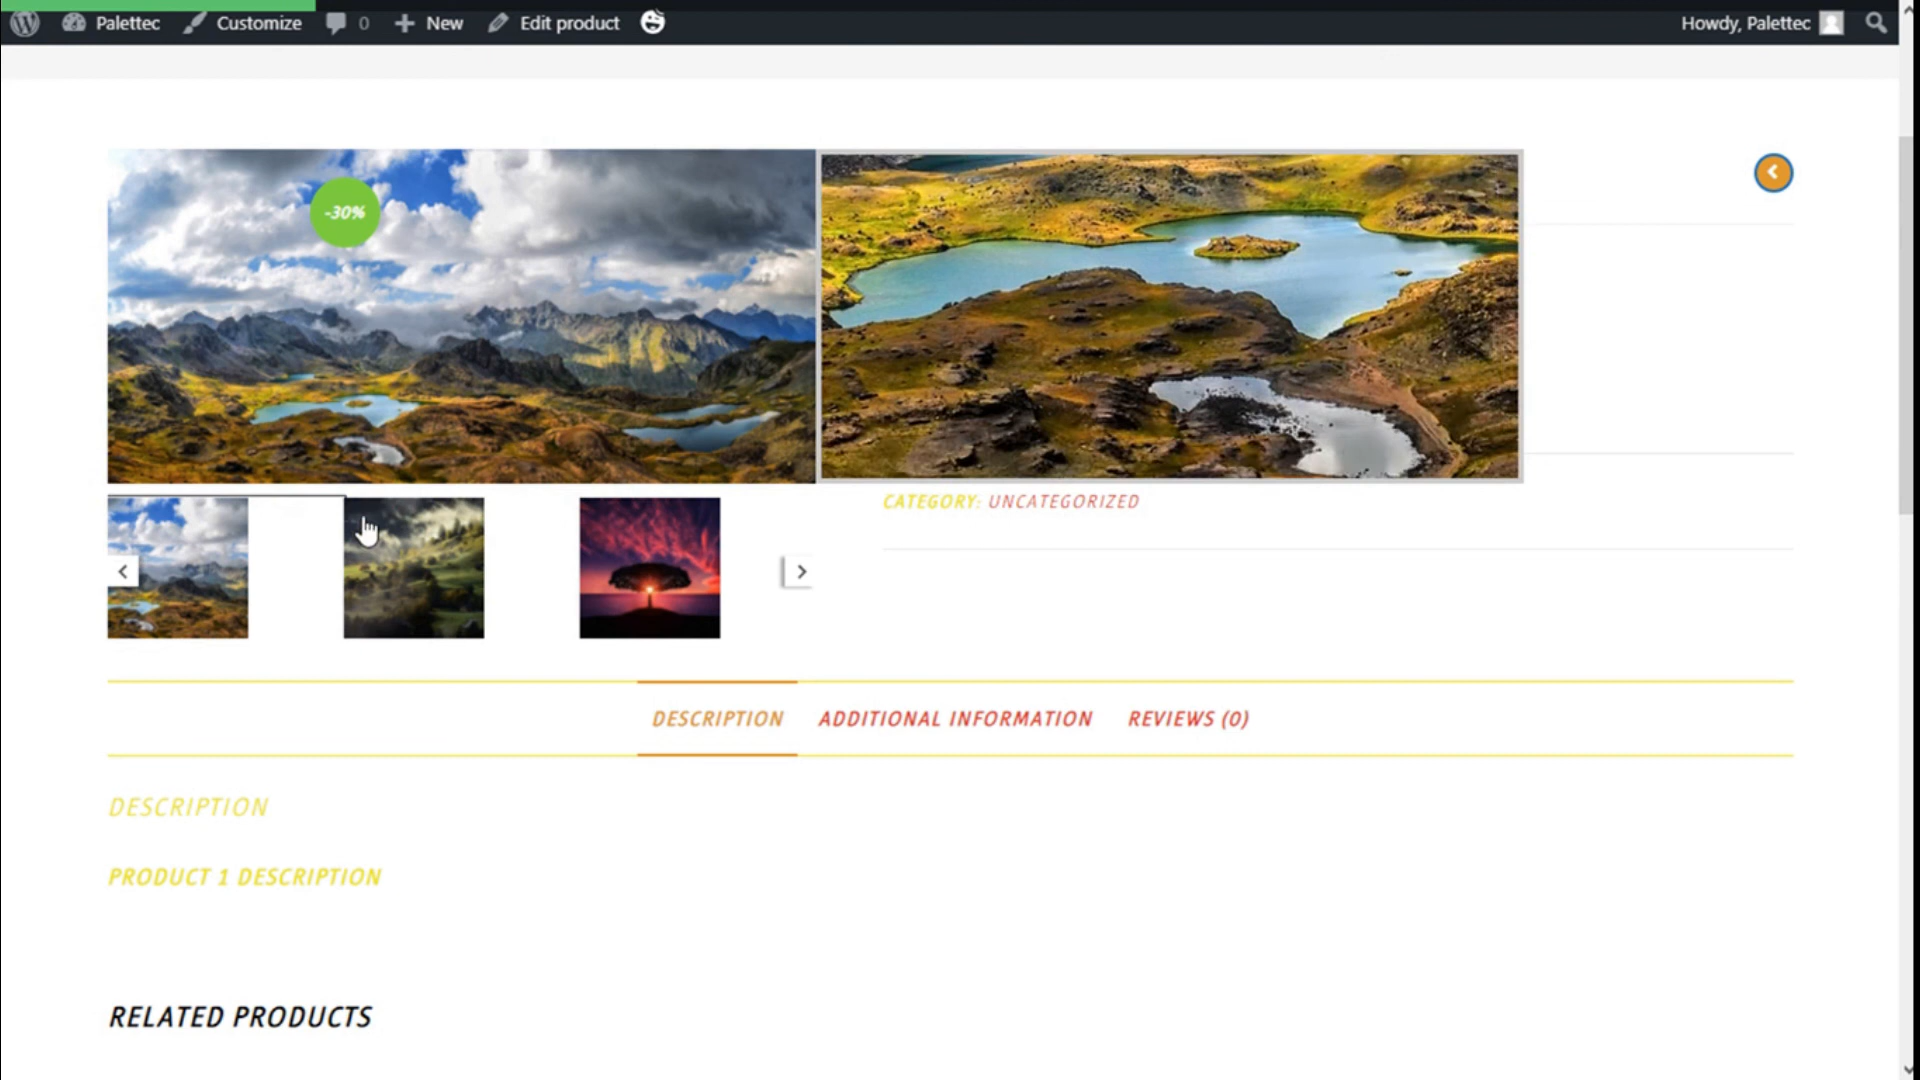 Palettec Customize 0 New Edit product Howdy, Palettec
-30%
CATEGORY: UNCATEGORIZED
DESCRIPTION ADDITIONAL INFORMATION REVIEWS (0)
DESCRIPTION
PRODUCT 1 DESCRIPTION
RELATED PRODUCTS